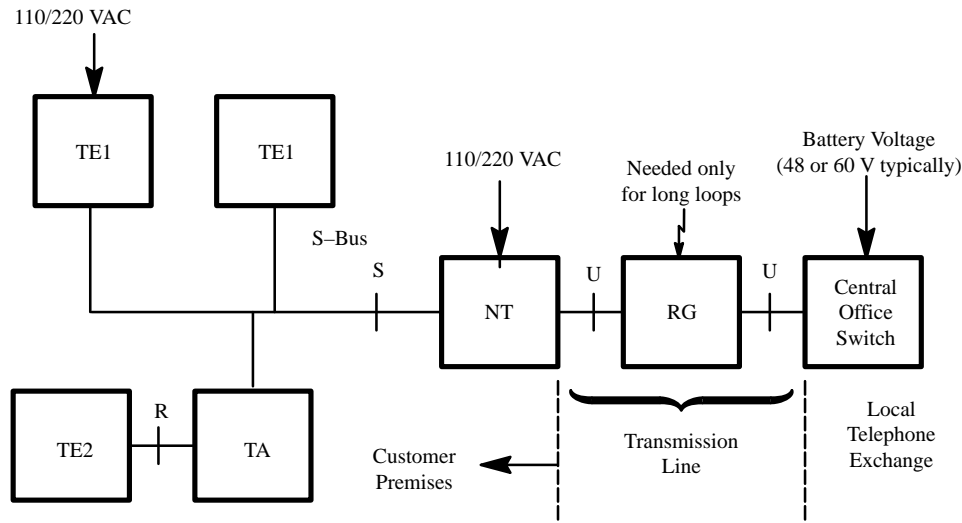 110/220 VAC
TE1
TE1
110/220 VAC
Needed only
for long loops
Battery Voltage
(48 or 60 V typically)
S–Bus
S
NT
U
RG
U
Central
Office
Switch
TE2
R
TA
Customer
Premises
Transmission
Line
Local
Telephone
Exchange